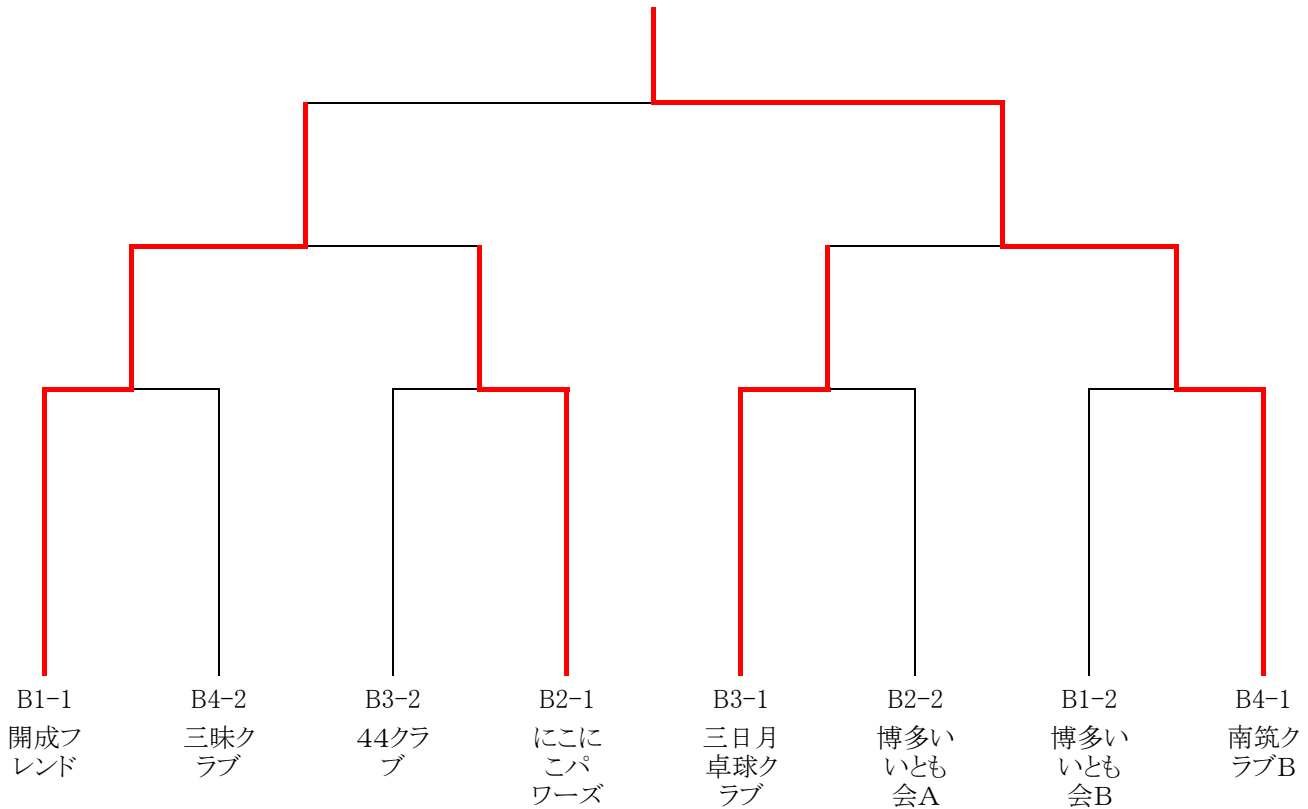 B1-1 B4-2 B3-2 B2-1 B3-1 B2-2 B1-2 B4-1
開成フ
レンド
三昧ク
ラブ
44クラ
ブ
にこに
こパ
ワーズ
三日月
卓球ク
ラブ
博多い
いとも
会A
博多い
いとも
会B
南筑ク
ラブB